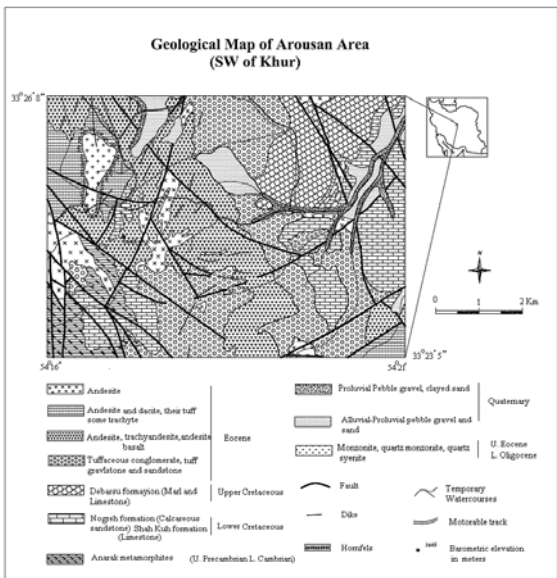 Geological Map of Arousan Area
(SW of Khur)
33°26'8"
0 1 2 Km.
54°16'
54°21'
33°23'5"
Andesite
Andesite and dacite, their tuff
some trachyte
Andesite, trachyandesite, andesite
basalt
Tuffaceous conglomerate, tuff
gravlstone and sandstone
Eocene
Debarsu formayion (Marl and
Limestone)
Upper Cretaceous
Nogreh formation (Calcareous
sandstone) Shah Kuh formation
(Limestone)
Lower Cretaceous
Anarak metamorphites
(U. Precambrian L. Cambrian)
Proluvial Pebble gravel, clayed sand
Alluvial-Proluvial pebble gravel and
sand
Quaternary
Monzonite, quartz monzonite, quartz
syenite
U. Eocene
L. Oligocene
Fault
Dike
Hornfels
Temporary
Watercourses
Motorable track
Barometric elevation
in meters